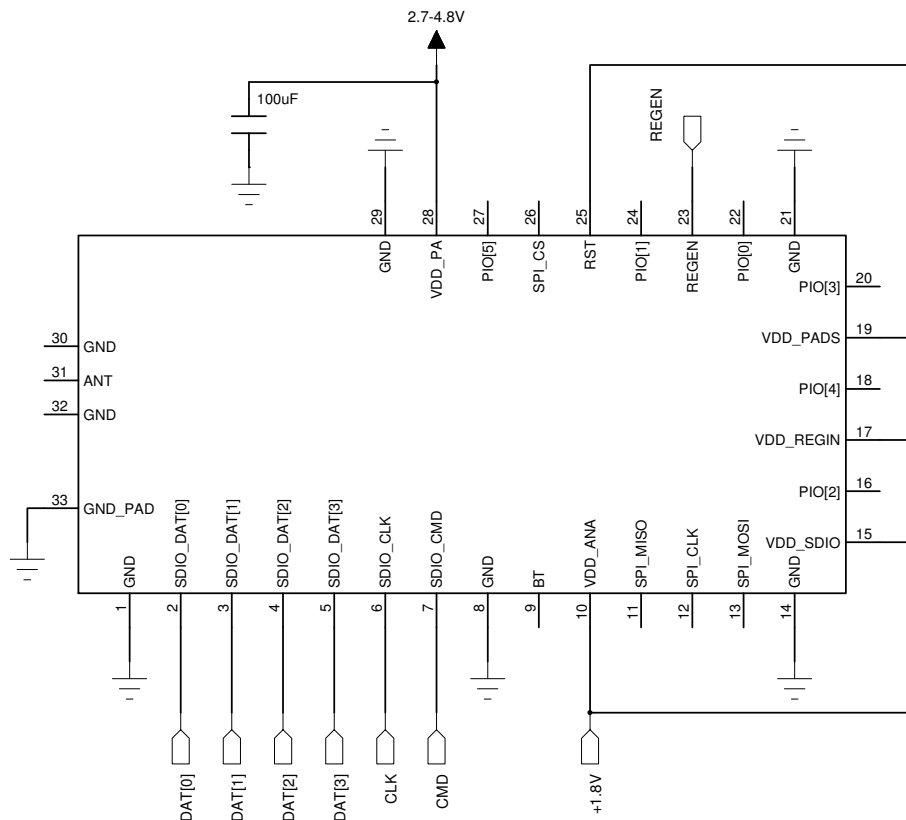 2.7-4.8V
100uF
REGEN
29
28
27
26
25
24
23
22
21
GND
VDD_PA
PIO[5]
SPI_CS
RST
PIO[1]
REGEN
PIO[0]
GND
PIO[3]
20
VDD_PADS
19
PIO[4]
18
VDD_REGIN
17
PIO[2]
16
VDD_SDIO
15
30
GND
31
ANT
32
GND
33
GND_PAD
GND
SDIO_DAT[0]
SDIO_DAT[1]
SDIO_DAT[2]
SDIO_DAT[3]
SDIO_CLK
SDIO_CMD
GND
BT
VDD_ANA
SPI_MISO
SPI_CLK
SPI_MOSI
GND
1
2
3
4
5
6
7
8
9
10
11
12
13
14
DAT[0]
DAT[1]
DAT[2]
DAT[3]
CLK
CMD
+1.8V